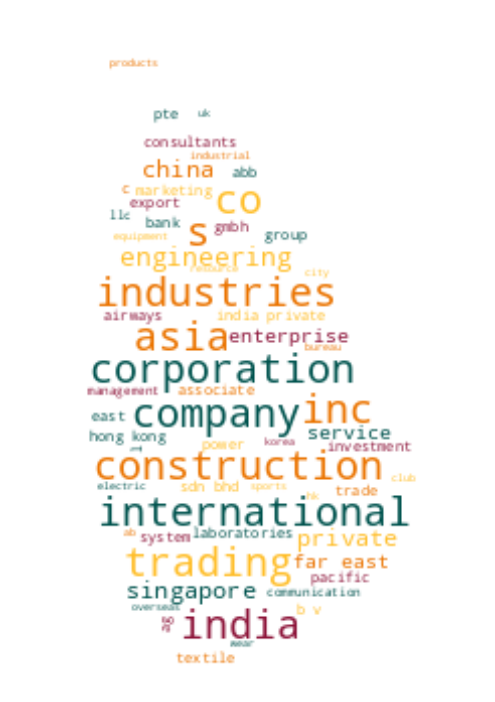 products
pte uk
consultants
industrial
china abb
c marketing co
export
llc bank s gmbh
equipment group
engineering
resource city
industries
airways india private
asia enterprise
bureau
corporation
management associate
east company inc
hong kong service
power korea investment
construction
club
electric sdn bhd sports trade
hk
international
ab system laboratories private
trading far east
pacific
singapore communication
overseas b v
india
wear
textile